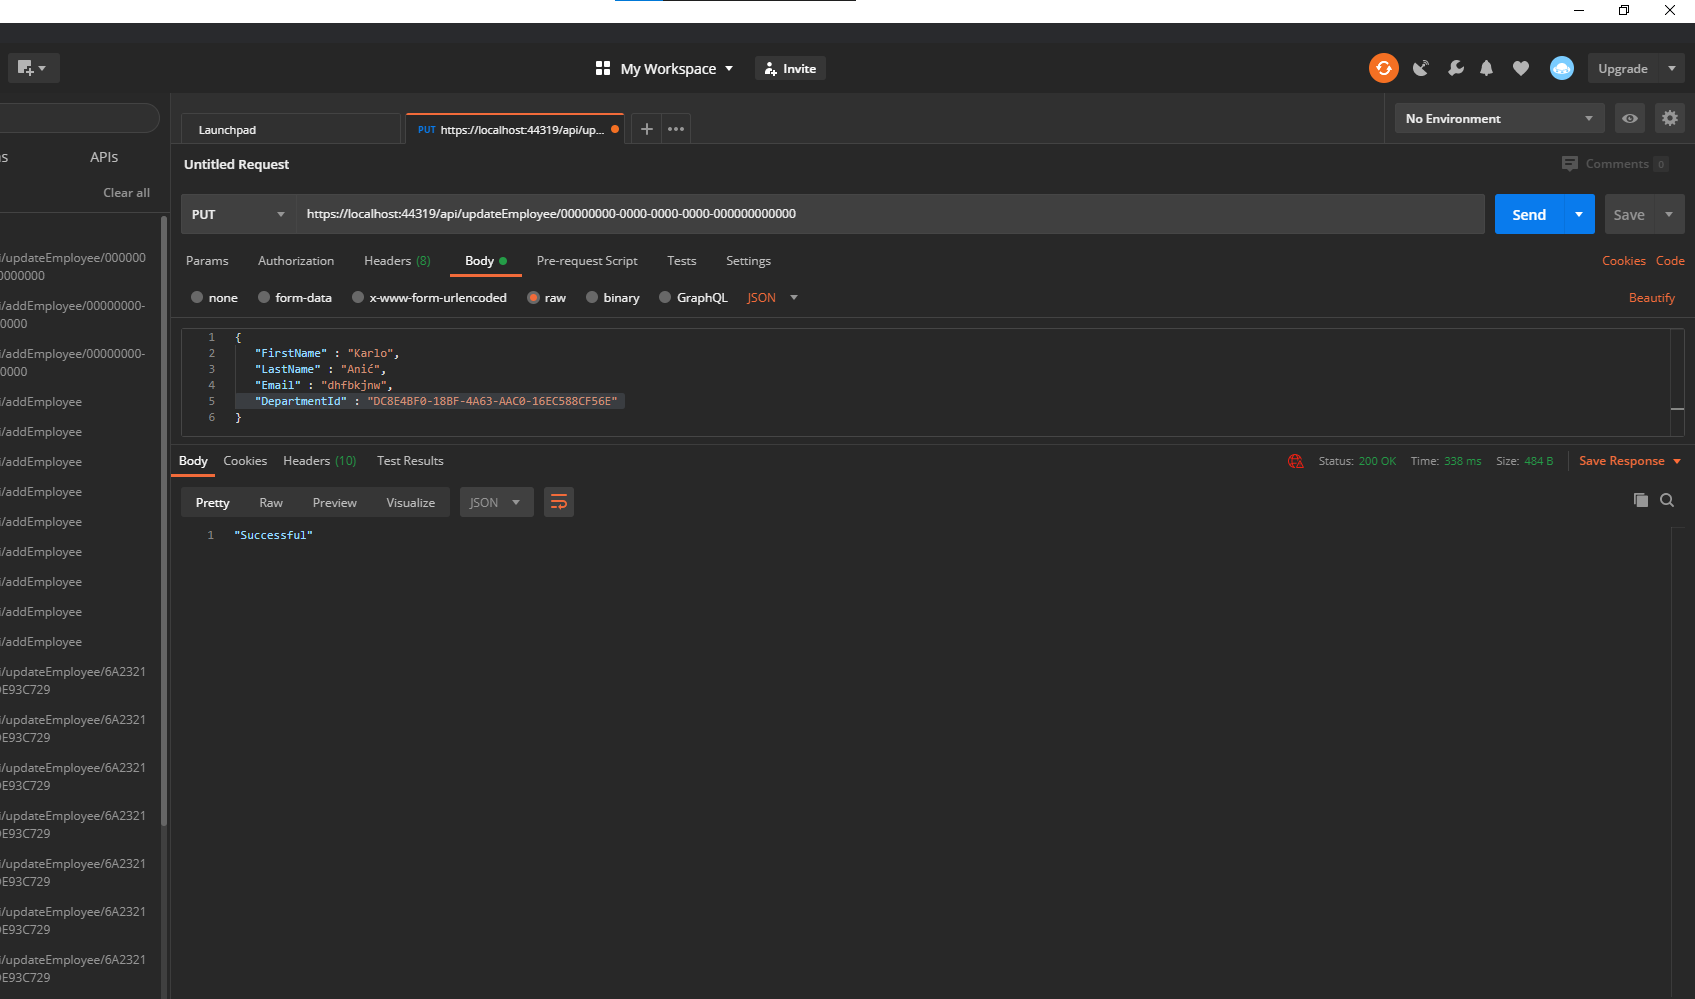 My Workspace
Invite
Upgrade
Launchpad
PUT https://localhost:44319/api/up...
No Environment
s
APIs
Clear all
Untitled Request
Comments 0
PUT
https://localhost:44319/api/updateEmployee/00000000-0000-0000-0000-000000000000
Send
Save
Params
Authorization
Headers (8)
Body
Pre-request Script
Tests
Settings
Cookies
Code
none
form-data
x-www-form-urlencoded
raw
binary
GraphQL
JSON
Beautify
1 {
2 "FirstName" : "Karlo",
3 "LastName" : "Anić",
4 "Email" : "dhfbkjnw",
5 "DepartmentId" : "DC8E4BF0-18BF-4A63-AAC0-16EC588CF56E"
6 }
Body
Cookies
Headers (10)
Test Results
Status: 200 OK
Time: 338 ms
Size: 484 B
Save Response
Pretty
Raw
Preview
Visualize
JSON
1 "Successful"
i/updateEmployee/000000
0000000
i/addEmployee/00000000-
0000
i/addEmployee/00000000-
0000
i/addEmployee
i/addEmployee
i/addEmployee
i/addEmployee
i/addEmployee
i/addEmployee
i/addEmployee
i/addEmployee
i/addEmployee
i/updateEmployee/6A2321
E93C729
i/updateEmployee/6A2321
E93C729
i/updateEmployee/6A2321
E93C729
i/updateEmployee/6A2321
E93C729
i/updateEmployee/6A2321
E93C729
i/updateEmployee/6A2321
E93C729
i/updateEmployee/6A2321
E93C729